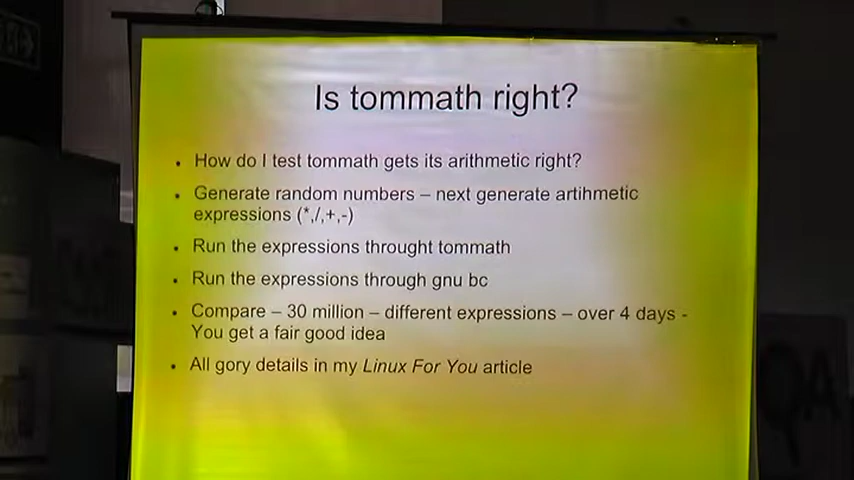 Is tommath right?
• How do I test tommath gets its arithmetic right?
• Generate random numbers – next generate artihmetic
expressions (*,/,+,-)
• Run the expressions throught tommath
• Run the expressions through gnu bc
• Compare – 30 million – different expressions – over 4 days -
You get a fair good idea
• All gory details in my Linux For You article